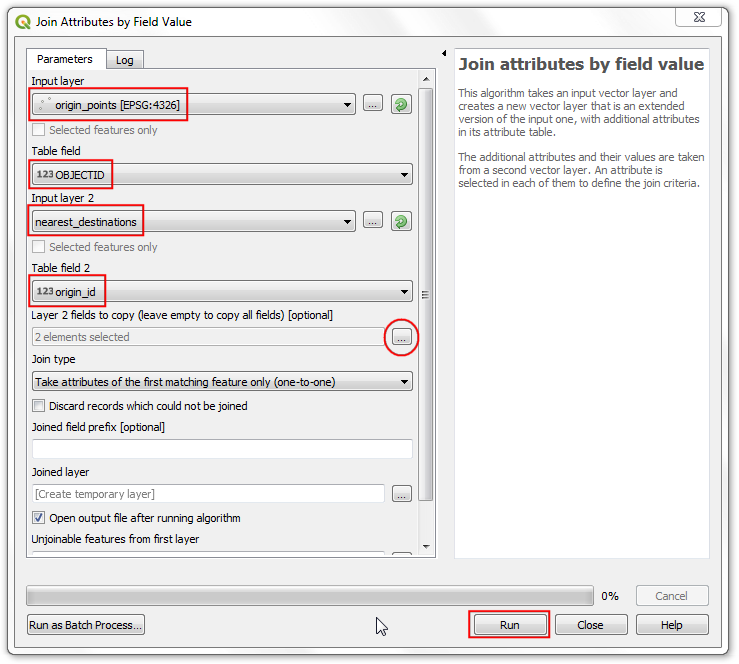 Join Attributes by Field Value
Parameters
Log
Input layer
origin_points [EPSG:4326]
...
Selected features only
Table field
123 OBJECTID
Input layer 2
nearest_destinations
...
Selected features only
Table field 2
123 origin_id
Layer 2 fields to copy (leave empty to copy all fields) [optional]
2 elements selected
...
Join type
Take attributes of the first matching feature only (one-to-one)
Discard records which could not be joined
Joined field prefix [optional]
Joined layer
[Create temporary layer]
...
Open output file after running algorithm
Unjoinable features from first layer
Join attributes by field value
This algorithm takes an input vector layer and
creates a new vector layer that is an extended
version of the input one, with additional attributes
in its attribute table.
The additional attributes and their values are taken
from a second vector layer. An attribute is
selected in each of them to define the join criteria.
0%
Cancel
Run as Batch Process...
Run
Close
Help